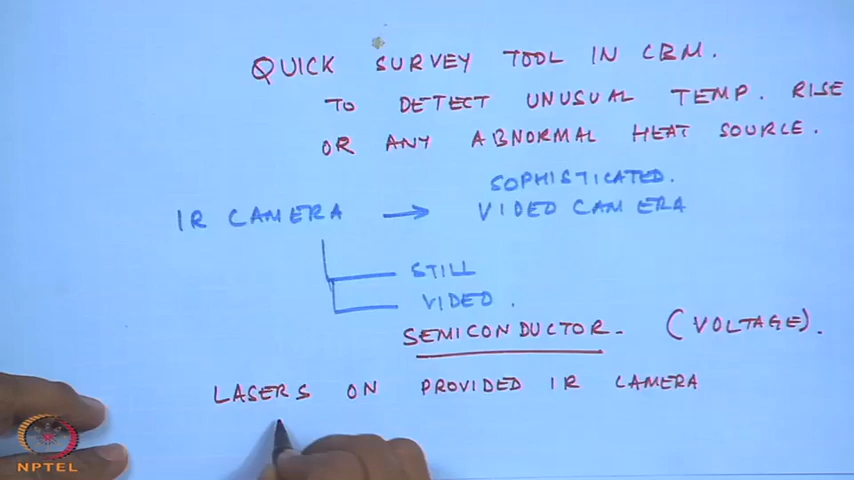 QUICK SURVEY TOOL IN CBM.
TO DETECT UNUSUAL TEMP. RISE
OR ANY ABNORMAL HEAT SOURCE.
SOPHISTICATED.
IR CAMERA → VIDEO CAMERA
STILL
VIDEO.
SEMICONDUCTOR. (VOLTAGE).
LASERS ON PROVIDED IR CAMERA
NPTEL